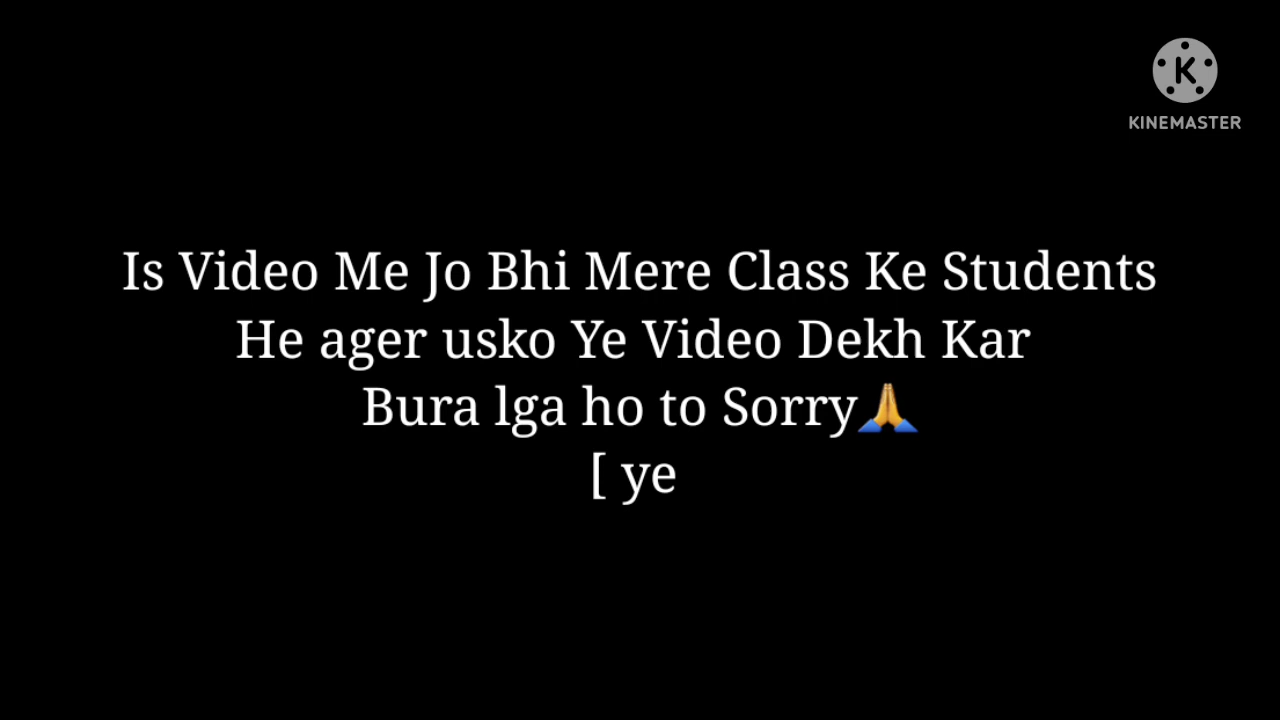 KINEMASTER
Is Video Me Jo Bhi Mere Class Ke Students
He ager usko Ye Video Dekh Kar
Bura lga ho to Sorry🙏
[ ye